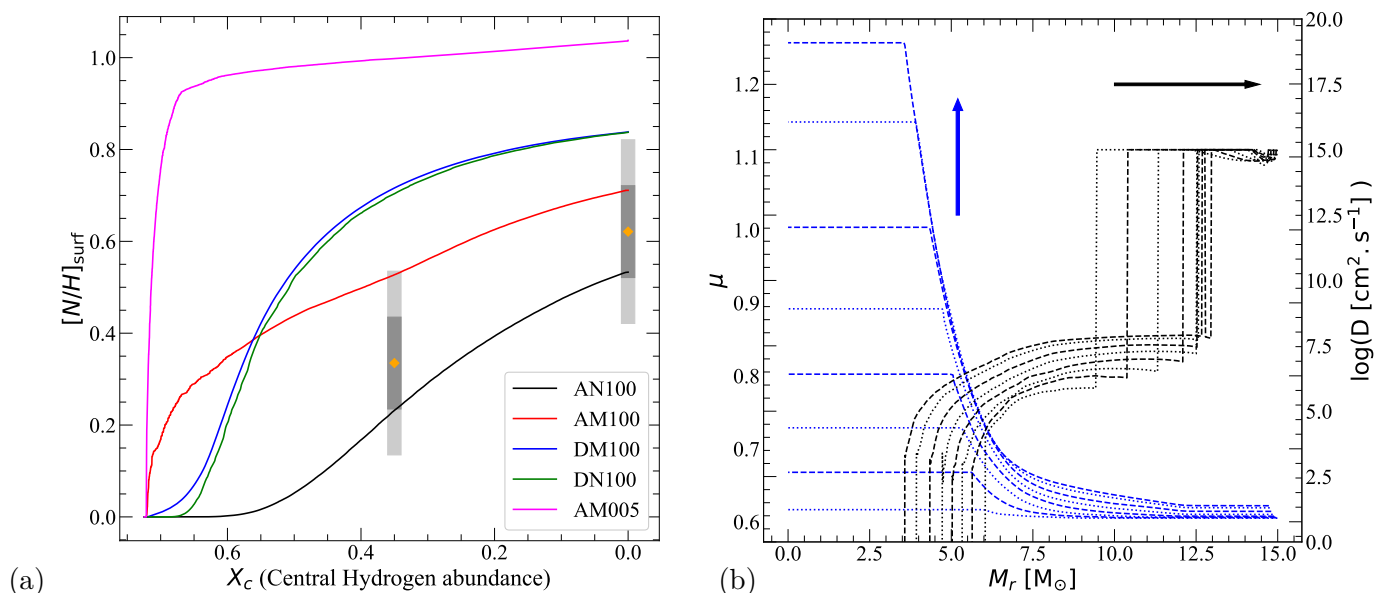 (a)
[N/H]surf
1.0
0.8
0.6
0.4
0.2
0.0
0.6
0.4
0.2
0.0
Xc (Central Hydrogen abundance)
AN100
AM100
DM100
DN100
AM005
(b)
μ
1.2
1.1
1.0
0.9
0.8
0.7
0.6
0.0
2.5
5.0
7.5
10.0
12.5
15.0
Mr [M⊙]
20.0
17.5
15.0
12.5
10.0
7.5
5.0
2.5
0.0
log(D [cm².s⁻¹])